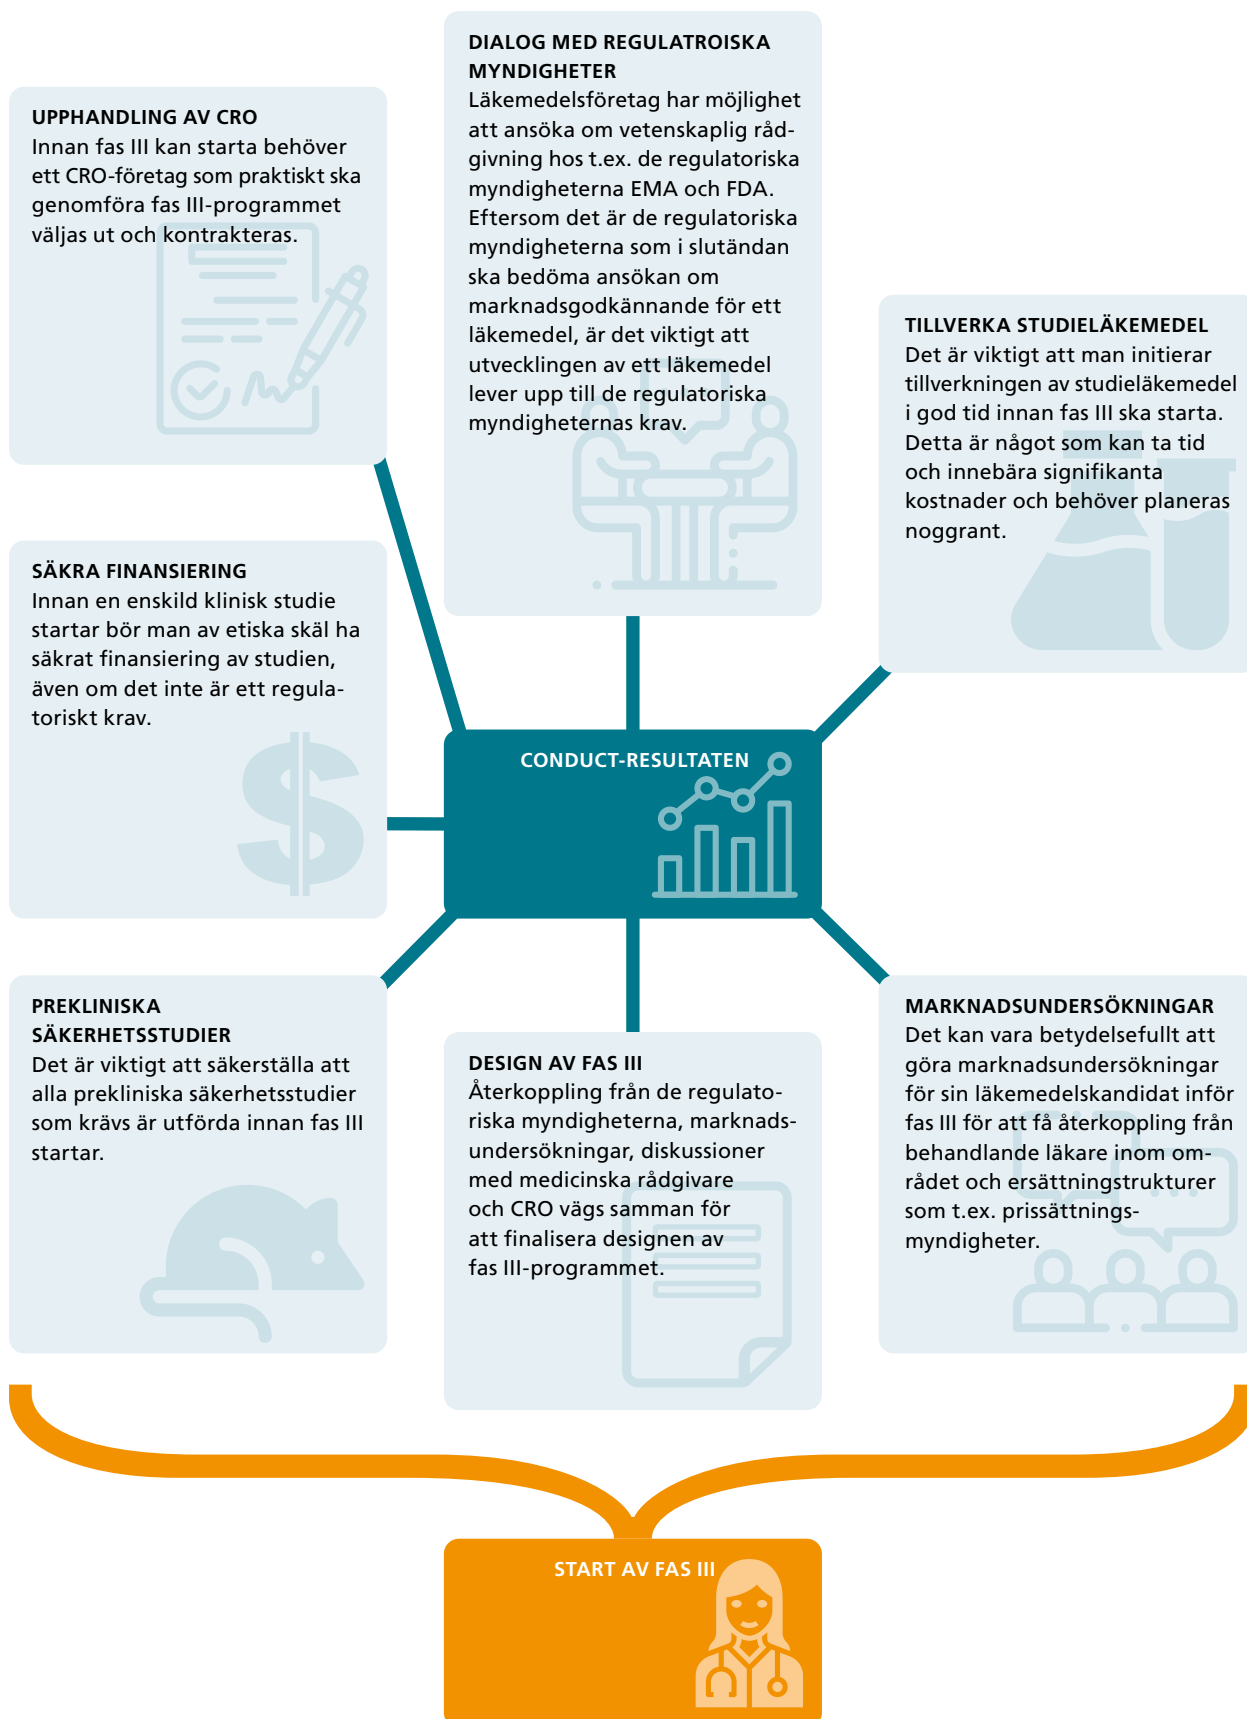 UPPHANDLING AV CRO
Innan fas III kan starta behöver
ett CRO-företag som praktiskt ska
genomföra fas III-programmet
väljas ut och kontrakteras.
DIALOG MED REGULATROISKA
MYNDIGHETER
Läkemedelsföretag har möjlighet
att ansöka om vetenskaplig råd-
givning hos t.ex. de regulatoriska
myndigheterna EMA och FDA.
Eftersom det är de regulatoriska
myndigheterna som i slutändan
ska bedöma ansökan om
marknadsgodkännande för ett
läkemedel, är det viktigt att
utvecklingen av ett läkemedel
lever upp till de regulatoriska
myndigheternas krav.
TILLVERKA STUDIELÄKEMEDEL
Det är viktigt att man initierar
tillverkningen av studieläkemedel
i god tid innan fas III ska starta.
Detta är något som kan ta tid
och innebära signifikanta
kostnader och behöver planeras
noggrant.
SÄKRA FINANSIERING
Innan en enskild klinisk studie
startar bör man av etiska skäl ha
säkrat finansiering av studien,
även om det inte är ett regula-
toriskt krav.
CONDUCT-RESULTATEN
PREKLINISKA
SÄKERHETSSTUDIER
Det är viktigt att säkerställa att
alla prekliniska säkerhetsstudier
som krävs är utförda innan fas III
startar.
DESIGN AV FAS III
Återkoppling från de regulato-
riska myndigheterna, marknads-
undersökningar, diskussioner
med medicinska rådgivare
och CRO vägs samman för
att finalisera designen av
fas III-programmet.
MARKNADSUNDERSÖKNINGAR
Det kan vara betydelsefullt att
göra marknadsundersökningar
för sin läkemedelskandidat inför
fas III för att få återkoppling från
behandlande läkare inom om-
rådet och ersättningstrukturer
som t.ex. prissättnings-
myndigheter.
START AV FAS III